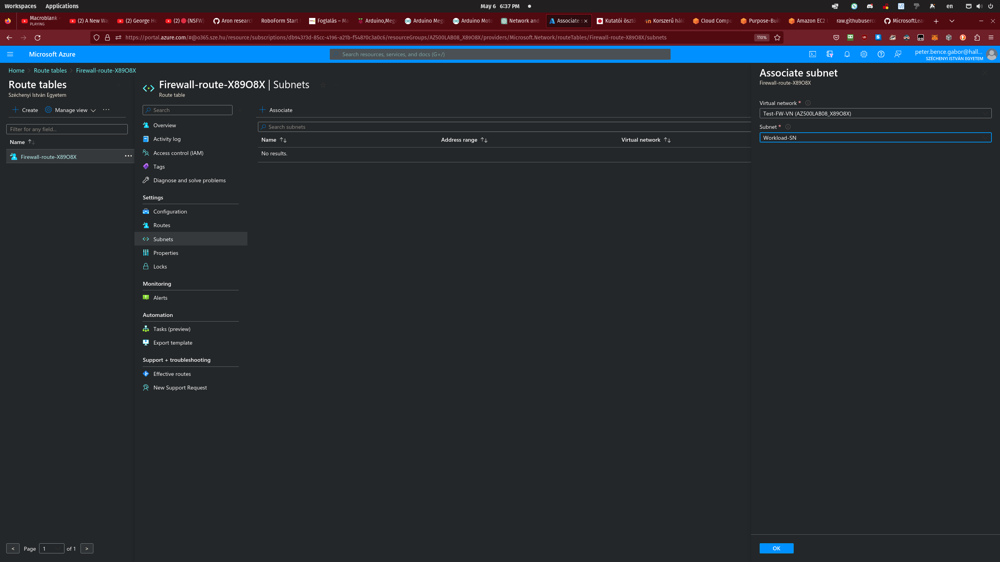 Workspaces Applications May 6 6:37 PM en
Macroblank -
PLAYING
(2) A New Wa
(2) George Ho
(2) 🔴 (NSFW)
Aron research
RoboForm Start
Foglalás – Ma
Arduino,Mega
Arduino Mega
Arduino Moto
Network and
Associate s
Kutatói ösztö
Korszerű háló
Cloud Compu
Purpose-Buil
Amazon EC2
raw.githubuserco
MicrosoftLear
https://portal.azure.com/#@o365.sze.hu/resource/subscriptions/db94373d-85cc-4196-a21b-f54870c3a0c6/resourceGroups/AZ500LAB08_X89O8X/providers/Microsoft.Network/routeTables/Firewall-route-X89O8X/subnets 110%
Microsoft Azure
Search resources, services, and docs (G+/)
peter.bence.gabor@hall...
SZÉCHENYI ISTVÁN EGYETEM
Home > Route tables > Firewall-route-X89O8X
Route tables
Széchenyi István Egyetem
Create Manage view ...
Filter for any field...
Name
Firewall-route-X89O8X ...
< Page 1 of 1 >
Firewall-route-X89O8X | Subnets
Route table
Search
Overview
Activity log
Access control (IAM)
Tags
Diagnose and solve problems
Settings
Configuration
Routes
Subnets
Properties
Locks
Monitoring
Alerts
Automation
Tasks (preview)
Export template
Support + troubleshooting
Effective routes
New Support Request
Associate
Search subnets
Name Address range Virtual network
No results.
Associate subnet
Firewall-route-X89O8X
Virtual network *
Test-FW-VN (AZ500LAB08_X89O8X)
Subnet *
Workload-SN
OK